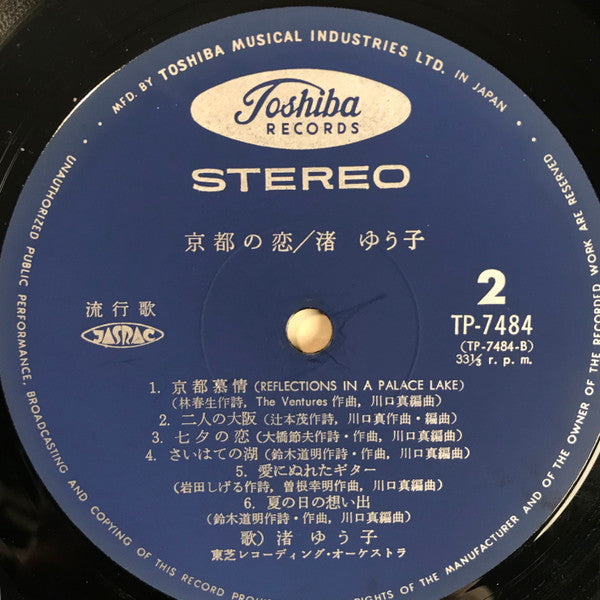 MFD. BY TOSHIBA MUSICAL INDUSTRIES LTD. IN JAPAN
Toshiba
RECORDS
STEREO
京都の恋/渚 ゆう子
流行歌
JASRAC
2
TP-7484
(TP-7484-B)
33⅓ r. p. m.
1. 京都慕情 (REFLECTIONS IN A PALACE LAKE)
(林春生作詩, The Ventures 作曲, 川口真編曲)
2. 二人の大阪 (辻本茂作詩, 川口真作曲・編曲)
3. 七夕の恋 (大橋節夫作詩・作曲, 川口真編曲)
4. さいはての湖 (鈴木道明作詩・作曲, 川口真編曲)
5. 愛にぬれたギター
(岩田しげる作詩, 曽根幸明作曲, 川口真編曲)
6. 夏の日の想い出
(鈴木道明作詩・作曲, 川口真編曲)
歌) 渚 ゆう子
東芝レコーディング・オーケストラ
UNAUTHORIZED PUBLIC PERFORMANCE, BROADCASTING AND COPYING OF THIS RECORD PROHIBITED
ALL RIGHTS OF THE MANUFACTURER AND OF THE OWNER OF THE RECORDED WORK ARE RESERVED